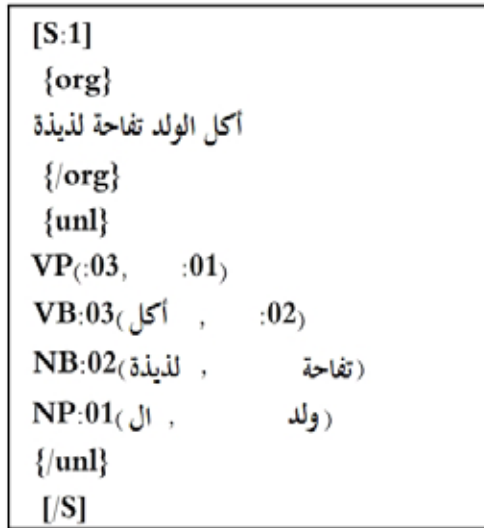 [S:1]
{org}
أكل الولد تفاحة لذيذة
{/org}
{unl}
VP(:03, :01)
VB:03(أكل , :02)
NB:02(تفاحة , لذيذة)
NP:01(ولد , ال)
{/unl}
[/S]